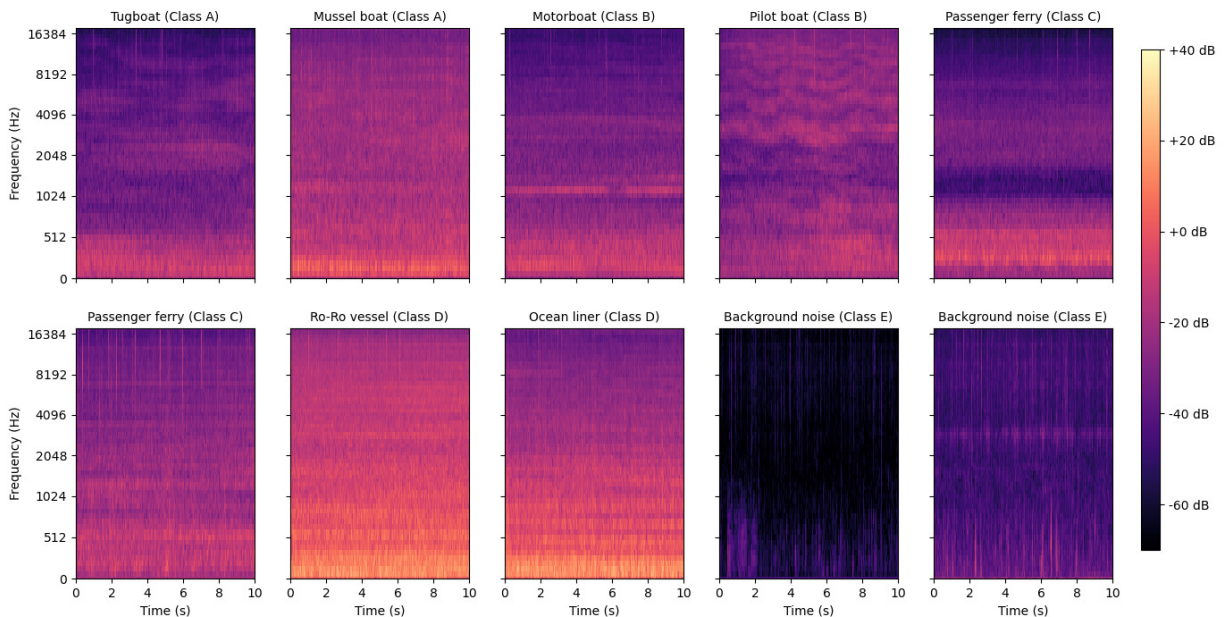 Tugboat (Class A)
Mussel boat (Class A)
Motorboat (Class B)
Pilot boat (Class B)
Passenger ferry (Class C)
16384
8192
4096
2048
1024
512
0
Frequency (Hz)
+40 dB
+20 dB
+0 dB
-20 dB
-40 dB
-60 dB
Passenger ferry (Class C)
Ro-Ro vessel (Class D)
Ocean liner (Class D)
Background noise (Class E)
Background noise (Class E)
16384
8192
4096
2048
1024
512
0
Frequency (Hz)
0 2 4 6 8 10
0 2 4 6 8 10
0 2 4 6 8 10
0 2 4 6 8 10
0 2 4 6 8 10
Time (s)
Time (s)
Time (s)
Time (s)
Time (s)